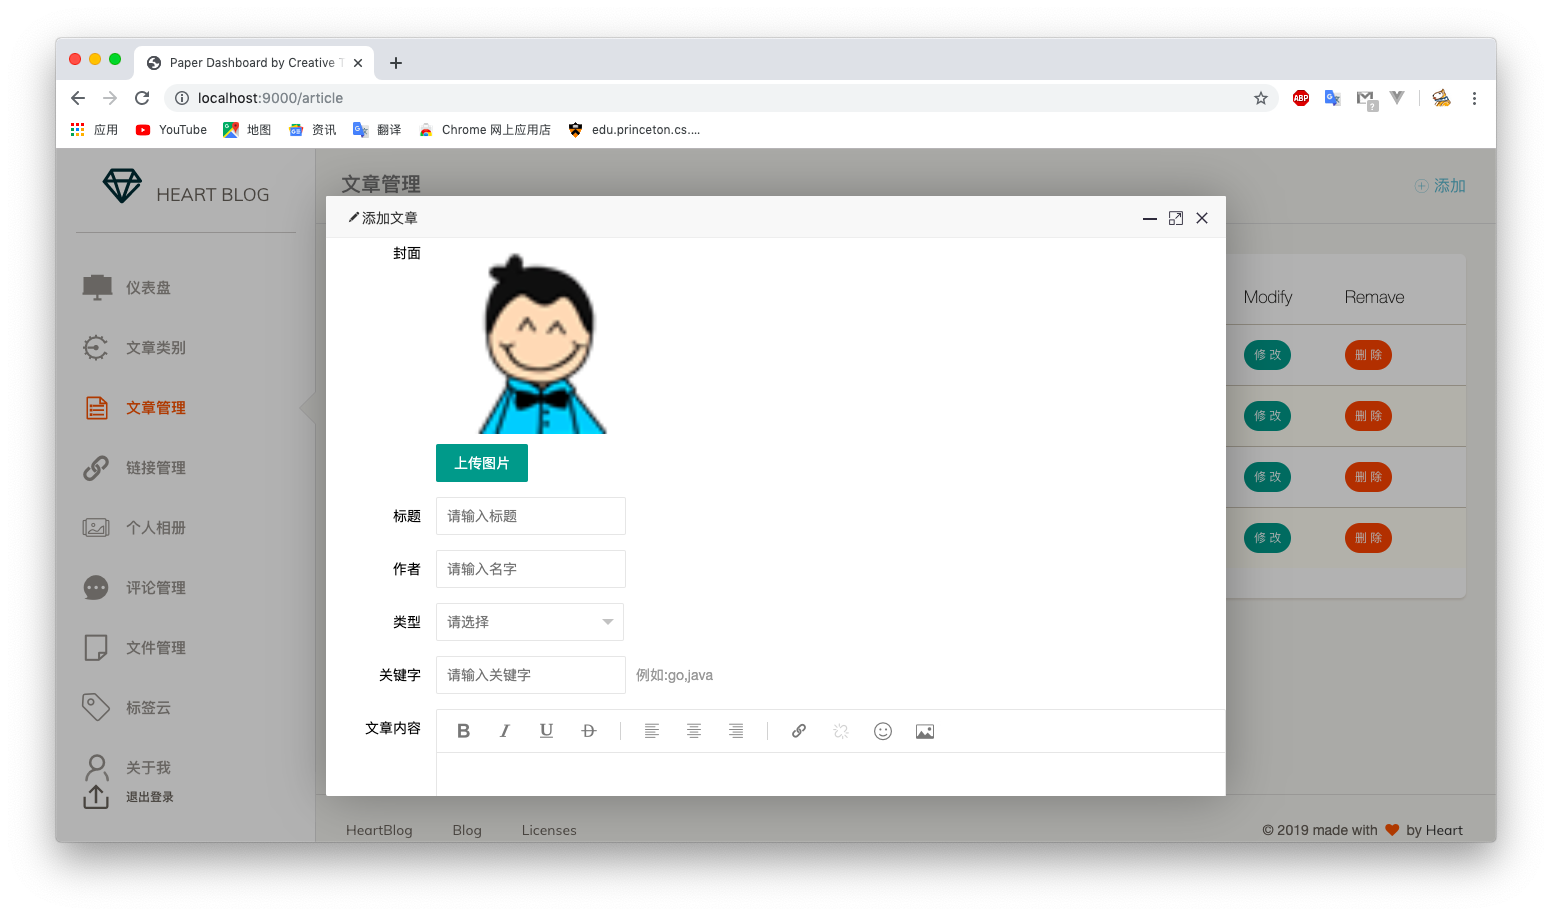 Paper Dashboard by Creative T
localhost:9000/article
ABP
应用 YouTube 地图 资讯 翻译 Chrome 网上应用店 edu.princeton.cs....
HEART BLOG
仪表盘
文章类别
文章管理
链接管理
个人相册
评论管理
文件管理
标签云
关于我
退出登录
文章管理
添加
添加文章
封面
上传图片
标题 请输入标题
作者 请输入名字
类型 请选择
关键字 请输入关键字 例如:go,java
文章内容
Modify Remave
修 改 删 除
修 改 删 除
修 改 删 除
修 改 删 除
HeartBlog Blog Licenses
© 2019 made with by Heart